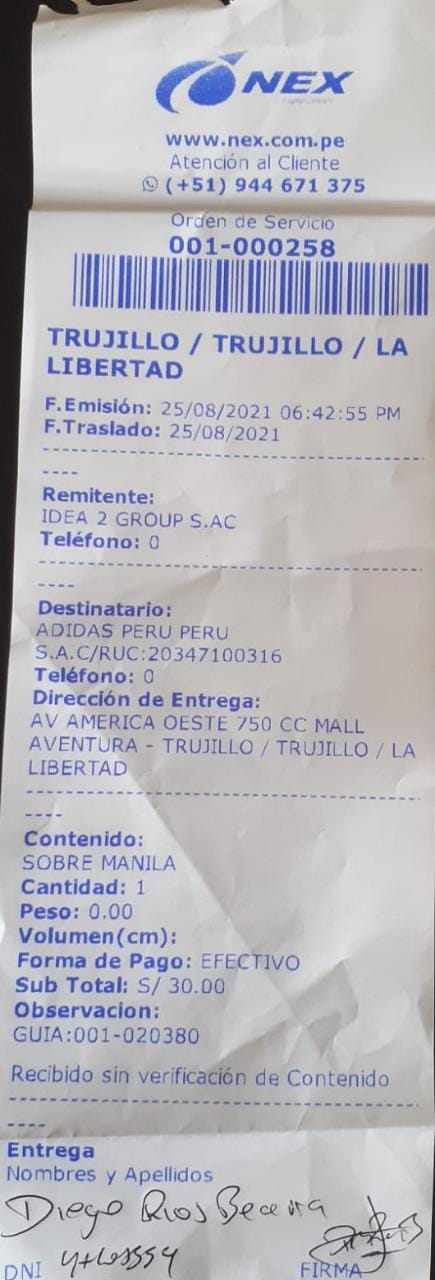 NEX
www.nex.com.pe
Atención al Cliente
(+51) 944 671 375
Orden de Servicio
001-000258
TRUJILLO / TRUJILLO / LA
LIBERTAD
F.Emisión: 25/08/2021 06:42:55 PM
F.Traslado: 25/08/2021
----
Remitente:
IDEA 2 GROUP S.AC
Teléfono: 0
----
Destinatario:
ADIDAS PERU PERU
S.A.C/RUC:20347100316
Teléfono: 0
Dirección de Entrega:
AV AMERICA OESTE 750 CC MALL
AVENTURA - TRUJILLO / TRUJILLO / LA
LIBERTAD
----
Contenido:
SOBRE MANILA
Cantidad: 1
Peso: 0.00
Volumen(cm):
Forma de Pago: EFECTIVO
Sub Total: S/ 30.00
Observacion:
GUIA:001-020380
Recibido sin verificación de Contenido
----
Entrega
Nombres y Apellidos
Diego Rios Becerra
DNI
FIRMA